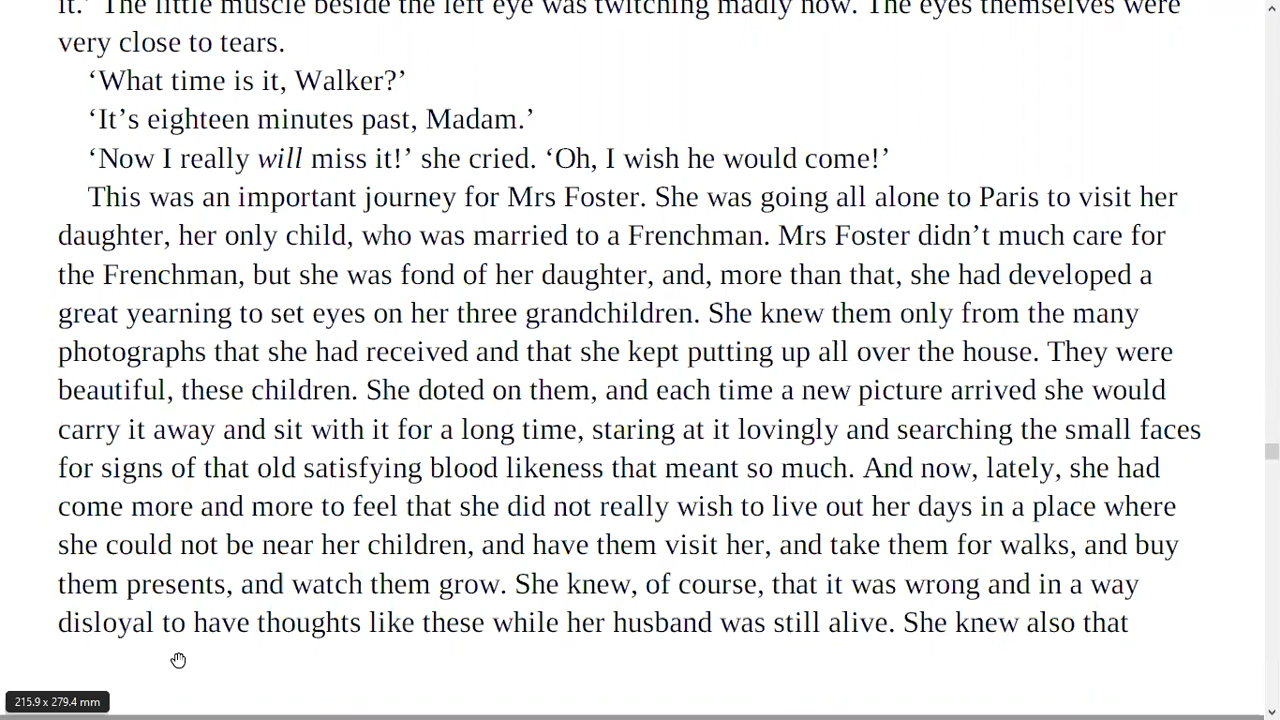 it.’ The little muscle beside the left eye was twitching madly now. The eyes themselves were
very close to tears.
‘What time is it, Walker?’
‘It’s eighteen minutes past, Madam.’
‘Now I really will miss it!’ she cried. ‘Oh, I wish he would come!’
This was an important journey for Mrs Foster. She was going all alone to Paris to visit her
daughter, her only child, who was married to a Frenchman. Mrs Foster didn’t much care for
the Frenchman, but she was fond of her daughter, and, more than that, she had developed a
great yearning to set eyes on her three grandchildren. She knew them only from the many
photographs that she had received and that she kept putting up all over the house. They were
beautiful, these children. She doted on them, and each time a new picture arrived she would
carry it away and sit with it for a long time, staring at it lovingly and searching the small faces
for signs of that old satisfying blood likeness that meant so much. And now, lately, she had
come more and more to feel that she did not really wish to live out her days in a place where
she could not be near her children, and have them visit her, and take them for walks, and buy
them presents, and watch them grow. She knew, of course, that it was wrong and in a way
disloyal to have thoughts like these while her husband was still alive. She knew also that
215.9 x 279.4 mm